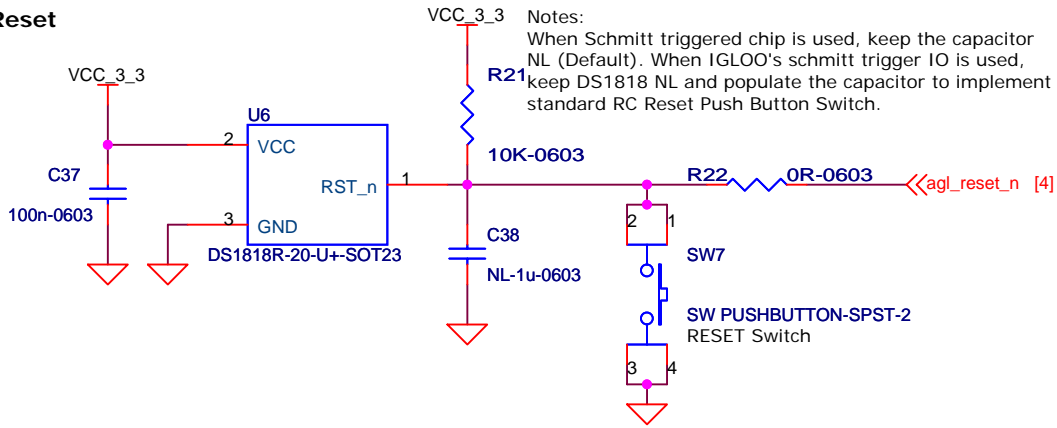 Reset
VCC_3_3
Notes:
When Schmitt triggered chip is used, keep the capacitor
NL (Default). When IGLOO's schmitt trigger IO is used,
keep DS1818 NL and populate the capacitor to implement
standard RC Reset Push Button Switch.
VCC_3_3
R21
U6
2
VCC
10K-0603
C37
RST_n
1
R22
0R-0603
agl_reset_n [4]
100n-0603
3
GND
2
1
C38
DS1818R-20-U+-SOT23
SW7
NL-1u-0603
SW PUSHBUTTON-SPST-2
RESET Switch
3
4